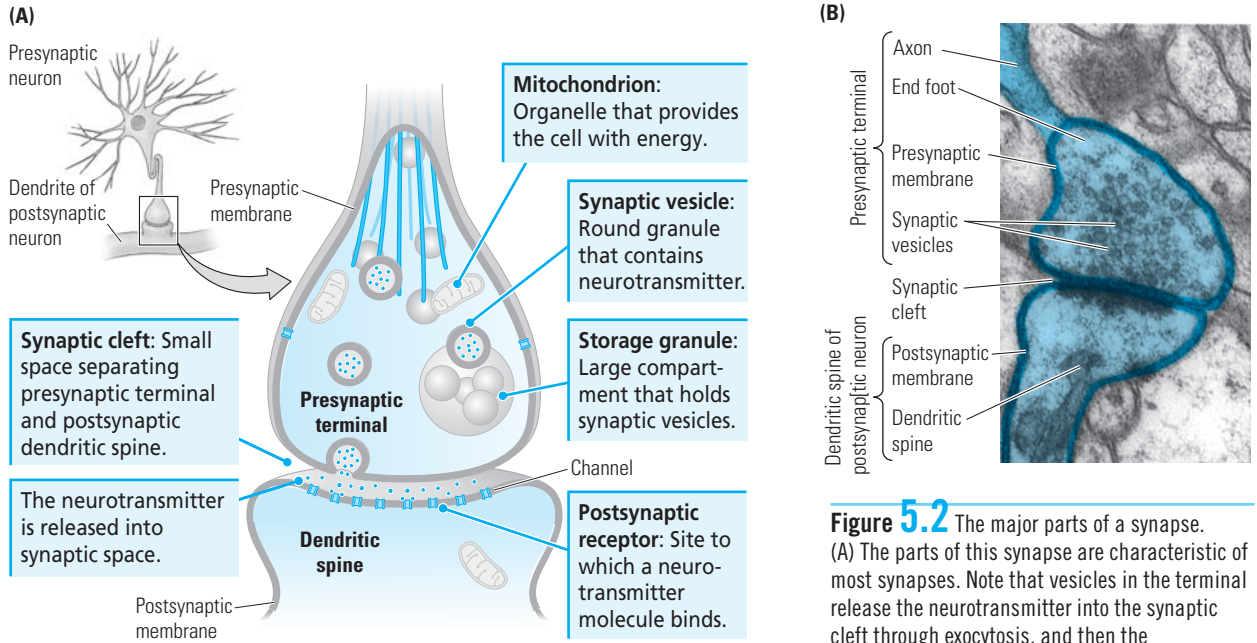 (A)
Presynaptic
neuron
Dendrite of
postsynaptic
neuron
Presynaptic
membrane
Mitochondrion:
Organelle that provides
the cell with energy.
Synaptic vesicle:
Round granule
that contains
neurotransmitter.
Storage granule:
Large compart-
ment that holds
synaptic vesicles.
Synaptic cleft: Small
space separating
presynaptic terminal
and postsynaptic
dendritic spine.
Presynaptic
terminal
Channel
The neurotransmitter
is released into
synaptic space.
Dendritic
spine
Postsynaptic
receptor: Site to
which a neuro-
transmitter
molecule binds.
Postsynaptic
membrane
(B)
Presynaptic terminal
Axon
End foot
Presynaptic
membrane
Synaptic
vesicles
Synaptic
cleft
Dendritic spine of
postsynap[tic neuron
Postsynaptic
membrane
Dendritic
spine
Figure 5.2 The major parts of a synapse.
(A) The parts of this synapse are characteristic of
most synapses. Note that vesicles in the terminal
release the neurotransmitter into the synaptic
cleft through exocytosis, and then the